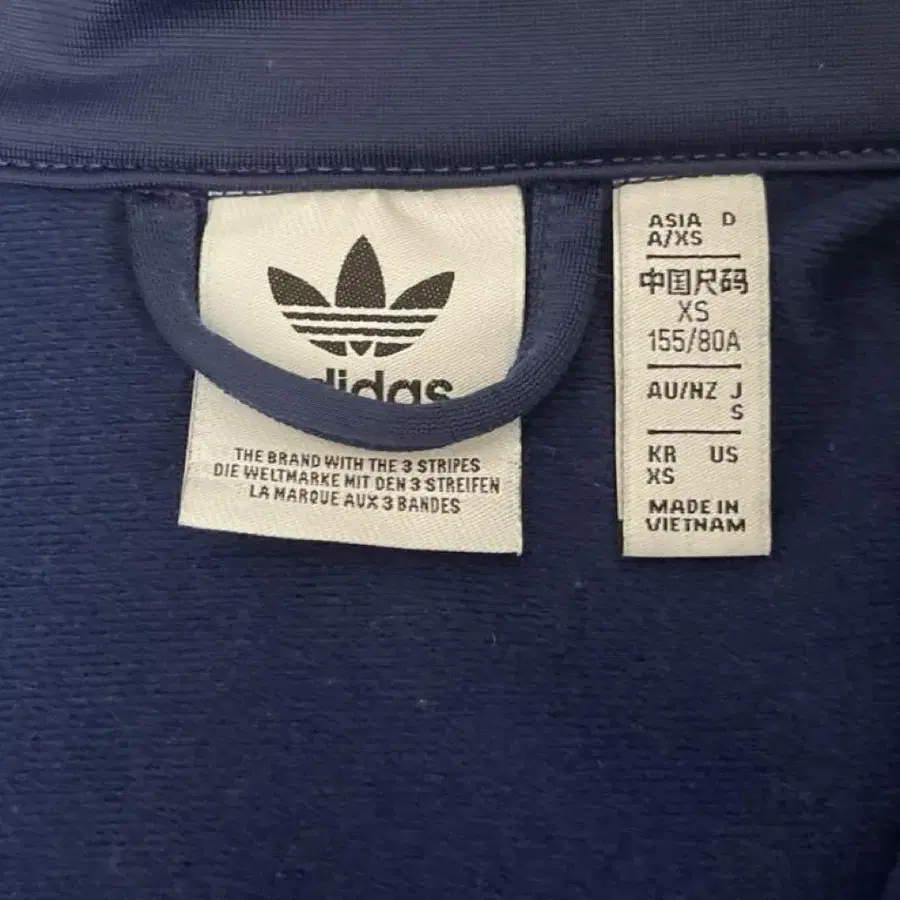 adidas
THE BRAND WITH THE 3 STRIPES
DIE WELTMARKE MIT DEN 3 STREIFEN
LA MARQUE AUX 3 BANDES
ASIA D
A/XS
中国尺码
XS
155/80A
AU/NZ J
S
KR US
XS
MADE IN
VIETNAM